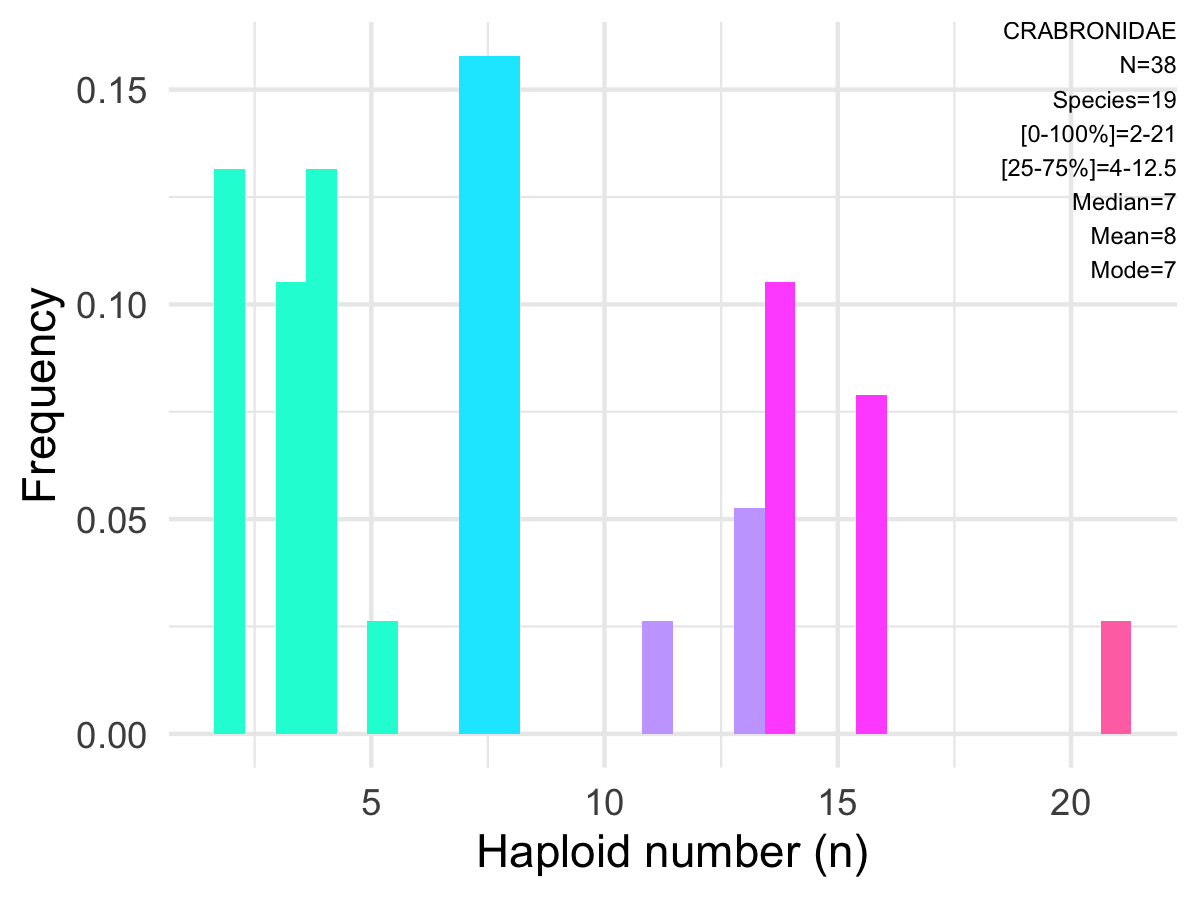 CRABRONIDAE
N=38
Species=19
[0-100%]=2-21
[25-75%]=4-12.5
Median=7
Mean=8
Mode=7
Frequency
0.15
0.10
0.05
0.00
5 10 15 20
Haploid number (n)